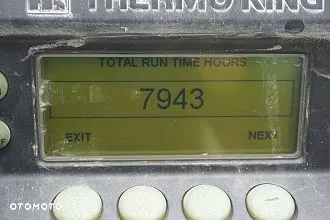 THERMO KING
TOTAL RUN TIME HOURS
7943
EXIT NEXT
OTOMOTO